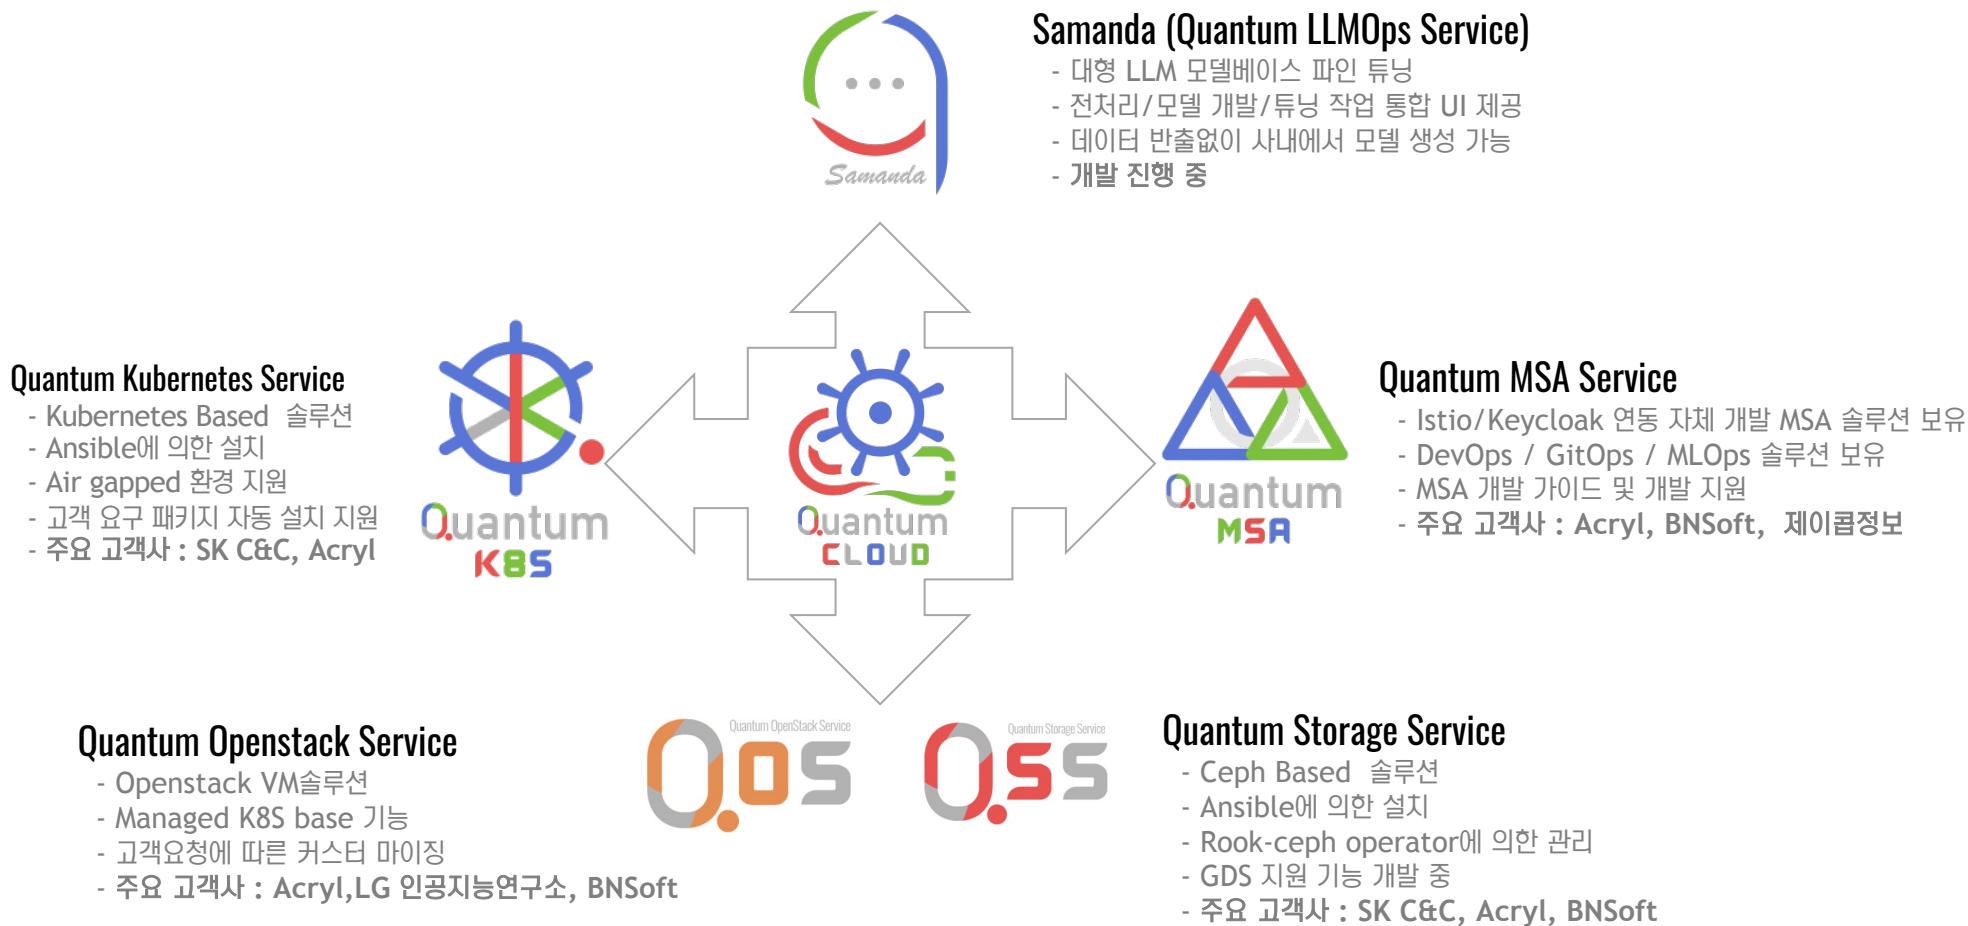 Samanda (Quantum LLMOps Service)
- 대형 LLM 모델베이스 파인 튜닝
- 전처리/모델 개발/튜닝 작업 통합 UI 제공
- 데이터 반출없이 사내에서 모델 생성 가능
- 개발 진행 중
Samanda
Quantum Kubernetes Service
- Kubernetes Based 솔루션
- Ansible에 의한 설치
- Air gapped 환경 지원
- 고객 요구 패키지 자동 설치 지원
- 주요 고객사 : SK C&C, Acryl
Quantum
K8S
Quantum
CLOUD
Quantum
MSA
Quantum MSA Service
- Istio/Keycloak 연동 자체 개발 MSA 솔루션 보유
- DevOps / GitOps / MLOps 솔루션 보유
- MSA 개발 가이드 및 개발 지원
- 주요 고객사 : Acryl, BNSoft, 제이콥정보
Quantum Openstack Service
- Openstack VM솔루션
- Managed K8S base 기능
- 고객요청에 따른 커스터 마이징
- 주요 고객사 : Acryl,LG 인공지능연구소, BNSoft
Quantum OpenStack Service
Q.OS
Quantum Storage Service
Q.SS
Quantum Storage Service
- Ceph Based 솔루션
- Ansible에 의한 설치
- Rook-ceph operator에 의한 관리
- GDS 지원 기능 개발 중
- 주요 고객사 : SK C&C, Acryl, BNSoft